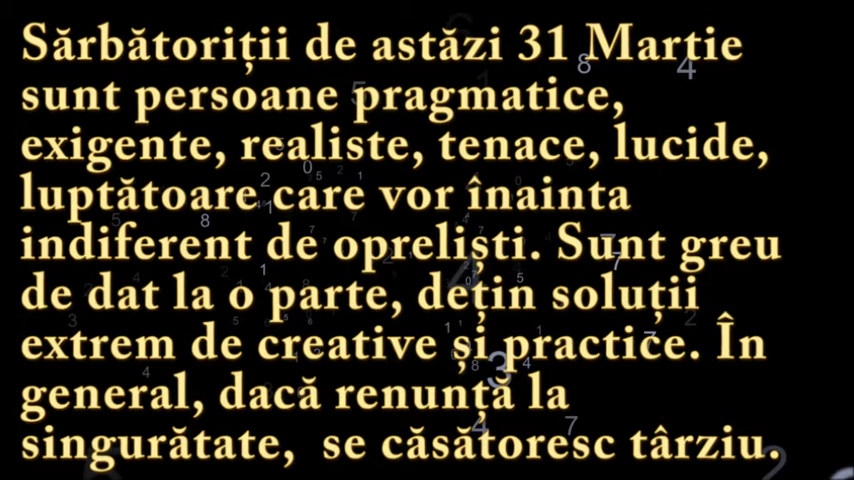 Sărbătoriții de astăzi 31 Martie
sunt persoane pragmatice,
exigente, realiste, tenace, lucide,
luptătoare care vor înainta
indiferent de opreliști. Sunt greu
de dat la o parte, dețin soluții
extrem de creative și practice. În
general, dacă renunță la
singurătate,  se căsătoresc târziu.